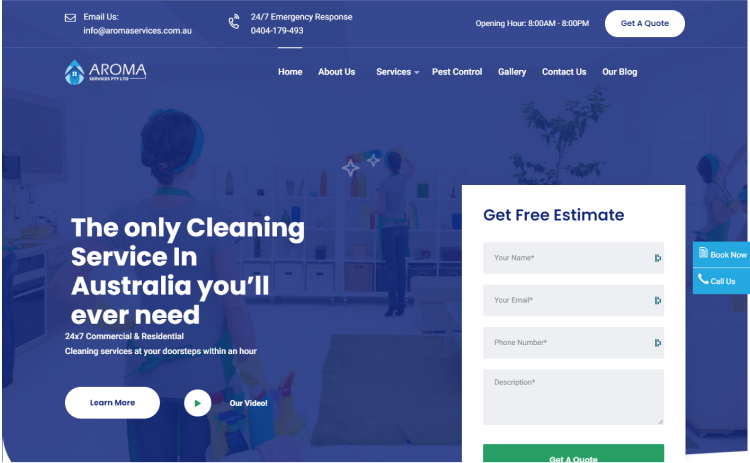 Email Us:
info@aromaservices.com.au
24/7 Emergency Response
0404-179-493
Opening Hour: 8:00AM - 8:00PM
Get A Quote
AROMA
SERVICES PTY LTD
Home About Us Services Pest Control Gallery Contact Us Our Blog
The only Cleaning
Service In
Australia you'll
ever need
24x7 Commercial & Residential
Cleaning services at your doorsteps within an hour
Learn More
Our Video!
Get Free Estimate
Your Name*
Your Email*
Phone Number*
Description*
Get A Quote
Book Now
Call Us